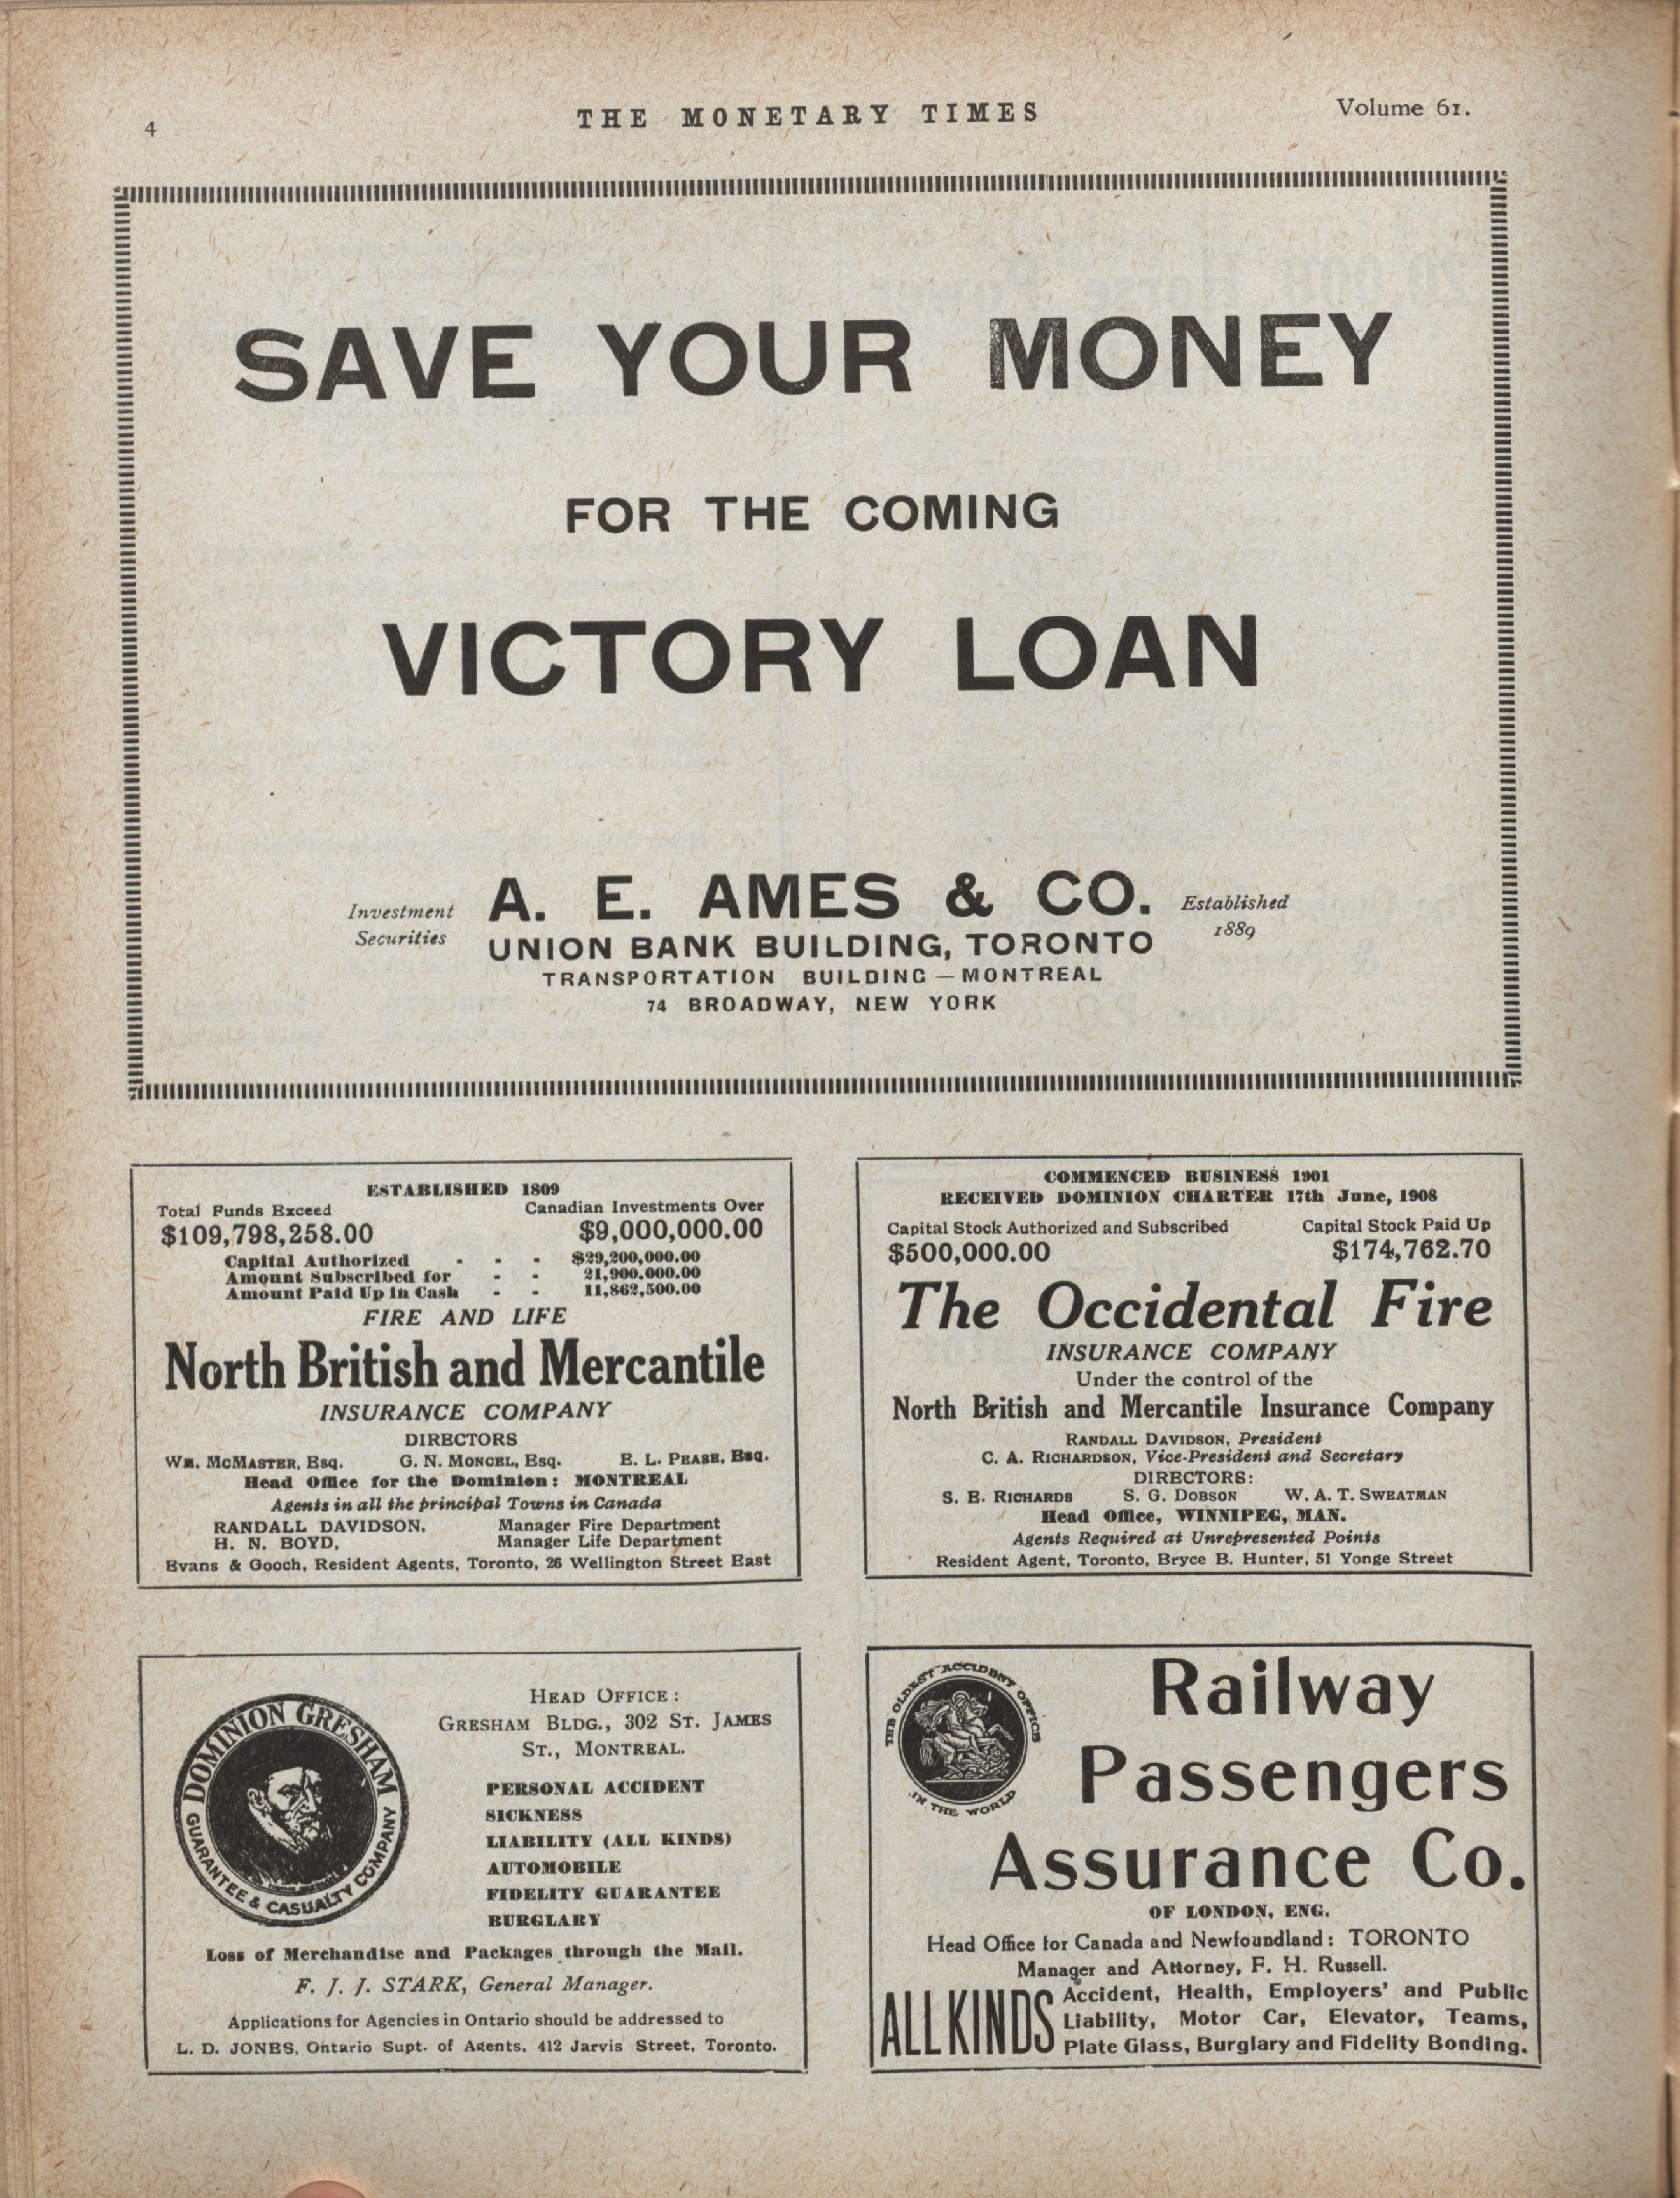 4
THE MONETARY TIMES
Volume 61.
SAVE YOUR MONEY
FOR THE COMING
VICTORY LOAN
Investment
Securities
A. E. AMES & CO.
Established
1889
UNION BANK BUILDING, TORONTO
TRANSPORTATION BUILDING — MONTREAL
74 BROADWAY, NEW YORK
ESTABLISHED 1809
Total Funds Exceed Canadian Investments Over
$109,798,258.00 $9,000,000.00
Capital Authorized - - - $29,200,000.00
Amount Subscribed for - - 21,900.000.00
Amount Paid Up in Cash - - 11,862,500.00
FIRE AND LIFE
North British and Mercantile
INSURANCE COMPANY
DIRECTORS
WM. MCMASTER, Esq. G. N. MONCEL, Esq. E. L. PEASE, Esq.
Head Office for the Dominion: MONTREAL
Agents in all the principal Towns in Canada
RANDALL DAVIDSON, Manager Fire Department
H. N. BOYD, Manager Life Department
Evans & Gooch, Resident Agents, Toronto, 26 Wellington Street East
COMMENCED BUSINESS 1901
RECEIVED DOMINION CHARTER 17th June, 1908
Capital Stock Authorized and Subscribed Capital Stock Paid Up
$500,000.00 $174,762.70
The Occidental Fire
INSURANCE COMPANY
Under the control of the
North British and Mercantile Insurance Company
RANDALL DAVIDSON, President
C. A. RICHARDSON, Vice-President and Secretary
DIRECTORS:
S. E. RICHARDS S. G. DOBSON W. A. T. SWEATMAN
Head Office, WINNIPEG, MAN.
Agents Required at Unrepresented Points
Resident Agent, Toronto, Bryce B. Hunter, 51 Yonge Street
DOMINION GRESHAM
GUARANTEE & CASUALTY COMPANY
HEAD OFFICE:
GRESHAM BLDG., 302 ST. JAMES
ST., MONTREAL.
PERSONAL ACCIDENT
SICKNESS
LIABILITY (ALL KINDS)
AUTOMOBILE
FIDELITY GUARANTEE
BURGLARY
Loss of Merchandise and Packages through the Mail.
F. J. J. STARK, General Manager.
Applications for Agencies in Ontario should be addressed to
L. D. JONES, Ontario Supt. of Agents, 412 Jarvis Street, Toronto.
THE OLDEST ACCIDENT OFFICE
IN THE WORLD
Railway
Passengers
Assurance Co.
OF LONDON, ENG.
Head Office for Canada and Newfoundland: TORONTO
Manager and Attorney, F. H. Russell.
ALL KINDS
Accident, Health, Employers' and Public
Liability, Motor Car, Elevator, Teams,
Plate Glass, Burglary and Fidelity Bonding.